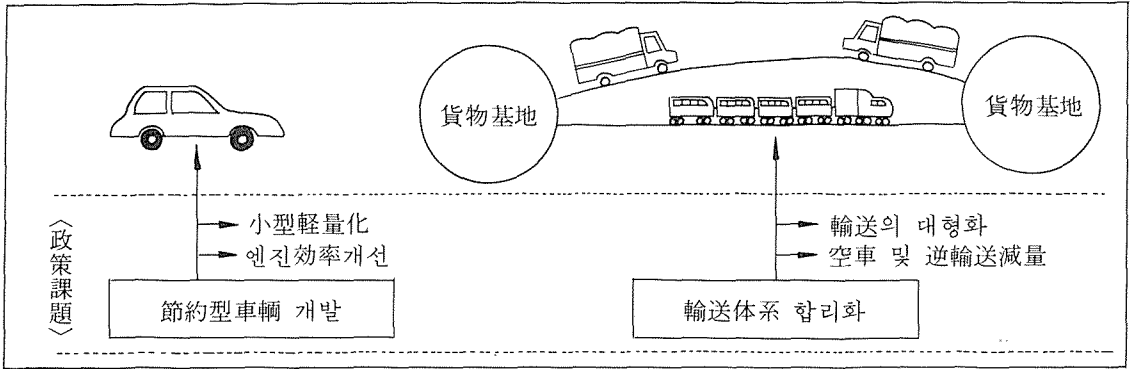 貨物基地
貨物基地
〈政策課題〉
小型軽量化
엔진効率개선
節約型車輌 개발
輸送의 대형화
空車 및 逆輸送減量
輸送体系 합리화